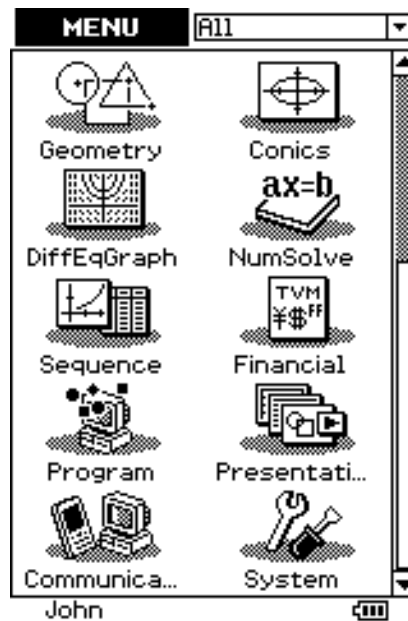 MENU All
Geometry Conics
ax=b
DiffEqGraph NumSolve
TVM
¥$FF
Sequence Financial
Program Presentati...
Communica... System
John